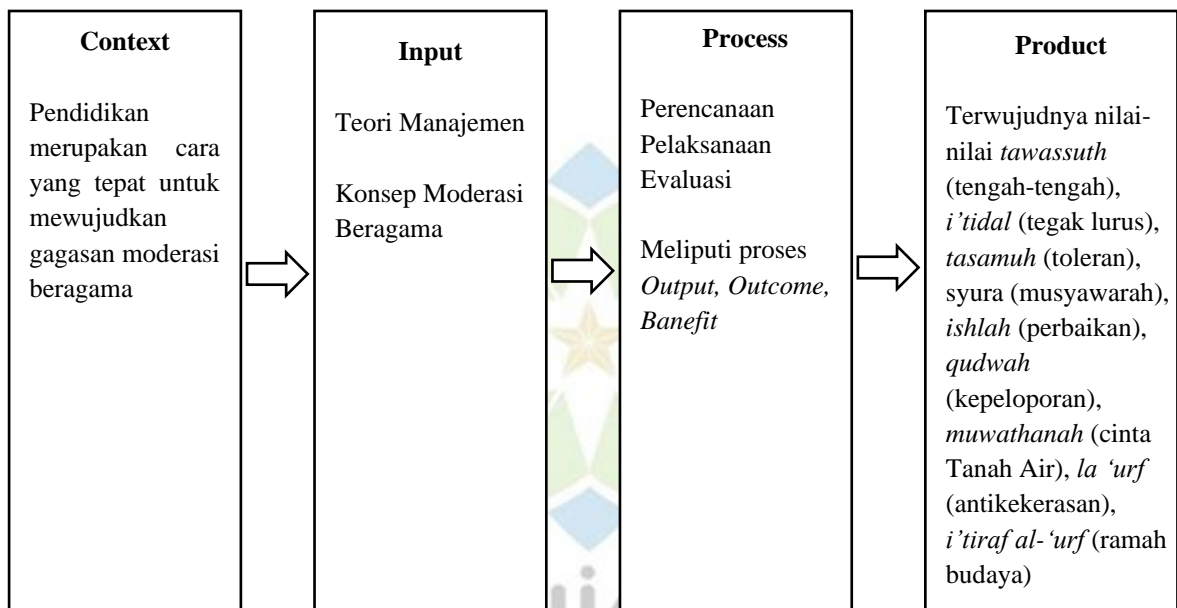 Context
Pendidikan
merupakan cara
yang tepat untuk
mewujudkan
gagasan moderasi
beragama
Input
Teori Manajemen
Konsep Moderasi
Beragama
Process
Perencanaan
Pelaksanaan
Evaluasi
Meliputi proses
Output, Outcome,
Banefit
Product
Terwujudnya nilai-
nilai tawassuth
(tengah-tengah),
i’tidal (tegak lurus),
tasamuh (toleran),
syura (musyawarah),
ishlah (perbaikan),
qudwah
(kepeloporan),
muwathanah (cinta
Tanah Air), la ‘urf
(antikekerasan),
i’tiraf al-‘urf (ramah
budaya)